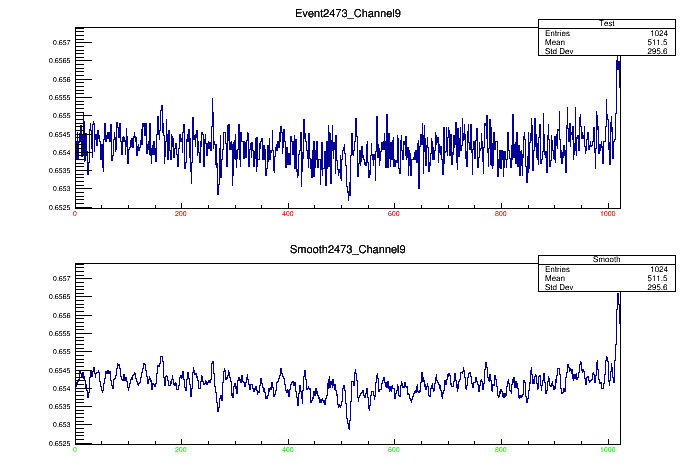 Event2473_Channel9
Test
Entries 1024
Mean 511.5
Std Dev 295.6
0.657
0.6565
0.656
0.6555
0.655
0.6545
0.654
0.6535
0.653
0.6525
0 200 400 600 800 1000
Smooth2473_Channel9
Smooth
Entries 1024
Mean 511.5
Std Dev 295.6
0.657
0.6565
0.656
0.6555
0.655
0.6545
0.654
0.6535
0.653
0.6525
0 200 400 600 800 1000